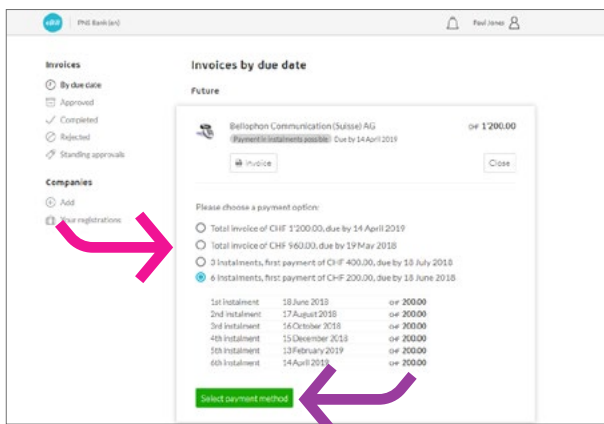 eBill PNE Bank (en) Paul Jones
Invoices
By due date
Approved
Completed
Rejected
Standing approvals
Companies
Add
Your registrations
Invoices by due date
Future
Bellophon Communication (Suisse) AG CHF 1'200.00
Payment in instalments possible Due by 14 April 2019
Invoice Close
Please choose a payment option:
Total invoice of CHF 1'200.00, due by 14 April 2019
Total invoice of CHF 960.00, due by 19 May 2018
3 Instalments, first payment of CHF 400.00, due by 18 July 2018
6 Instalments, first payment of CHF 200.00, due by 18 June 2018
1st instalment 18 June 2018 CHF 200.00
2nd instalment 17 August 2018 CHF 200.00
3rd instalment 16 October 2018 CHF 200.00
4th instalment 15 December 2018 CHF 200.00
5th instalment 13 February 2019 CHF 200.00
6th instalment 14 April 2019 CHF 200.00
Select payment method